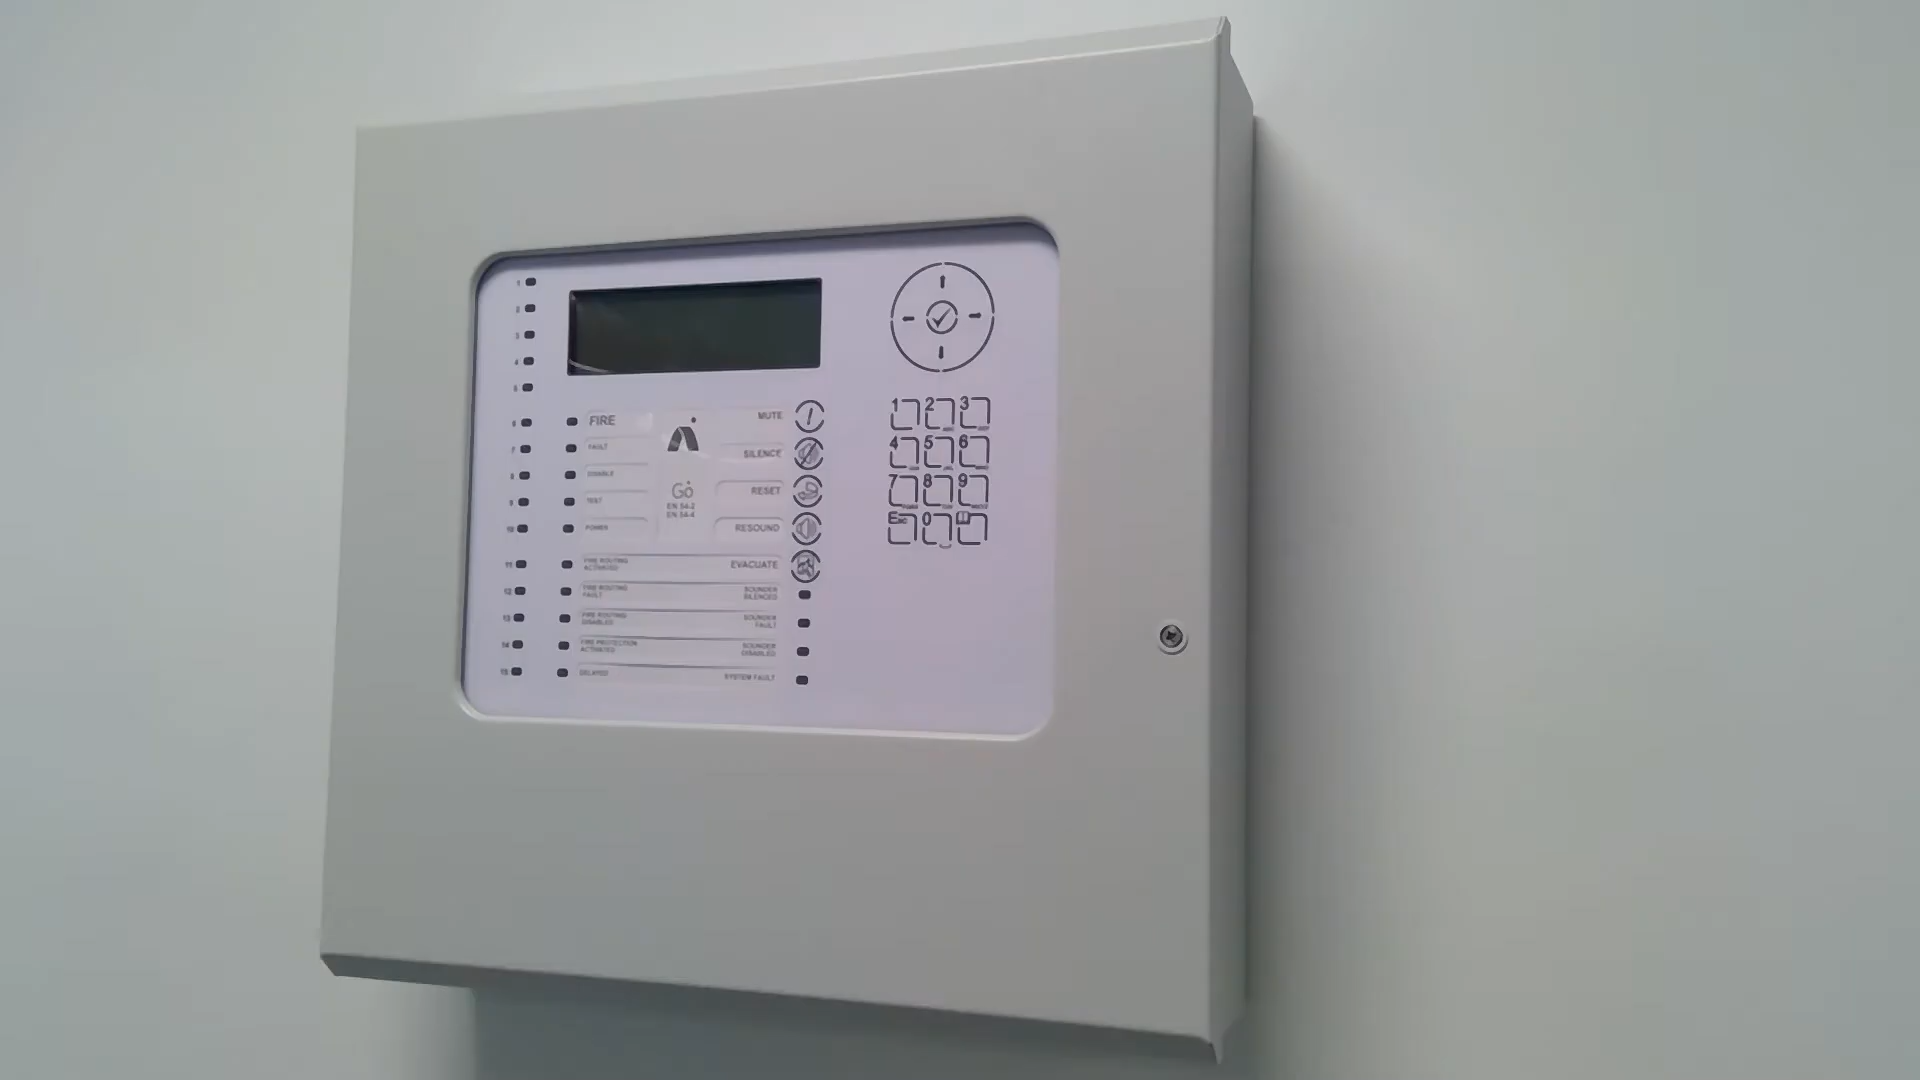 1
2
3
4
5
6
7
8
9
10
11
12
13
14
15
FIRE
FAULT
DISABLE
TEST
POWER
FIRE ROUTING
ACTIVATED
FIRE ROUTING
FAULT
FIRE ROUTING
DISABLED
FIRE PROTECTION
ACTIVATED
DELAYED
Go
EN 54-2
EN 54-4
MUTE
SILENCE
RESET
RESOUND
EVACUATE
SOUNDER
SILENCED
SOUNDER
FAULT
SOUNDER
DISABLED
SYSTEM FAULT
1 2 3
4 5 6
7 8 9
Esc 0